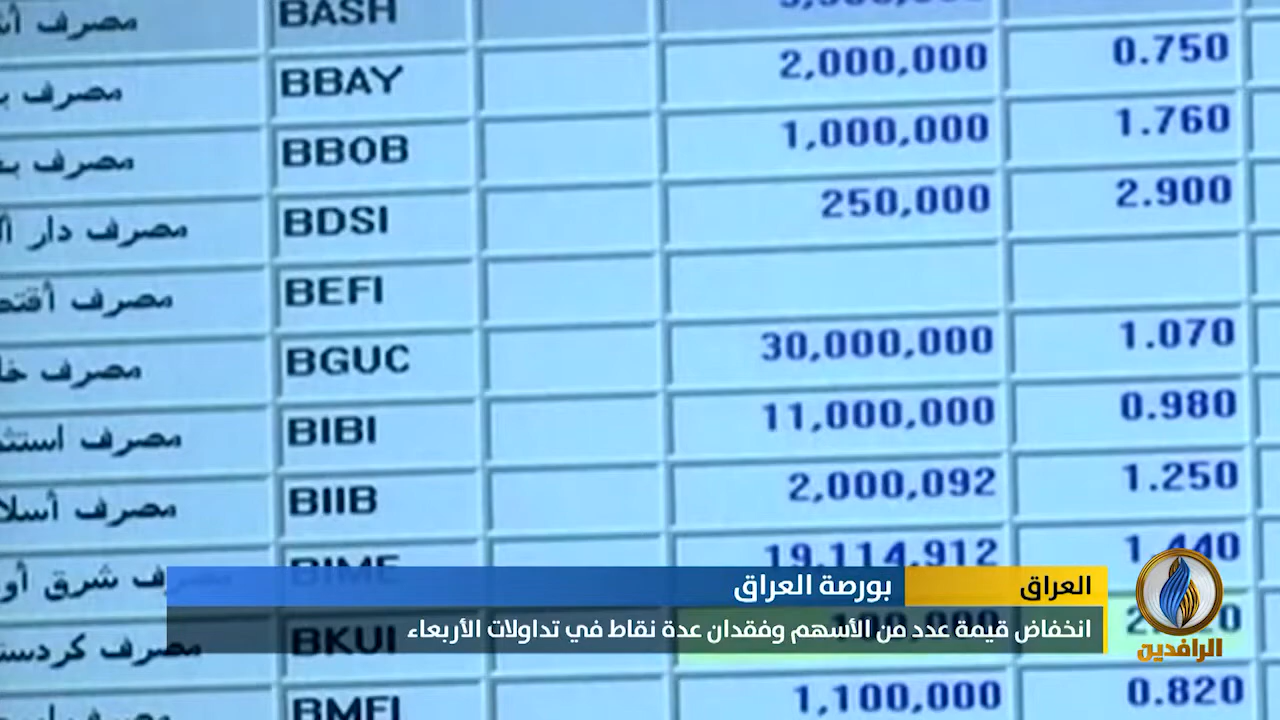 BASH
مصرف BBAY 2,000,000 0.750
مصرف BBOB 1,000,000 1.760
مصرف دار BDSI 250,000 2.900
مصرف BEFI
مصرف BGUC 30,000,000 1.070
مصرف BIBI 11,000,000 0.980
مصرف BIIB 2,000,092 1.250
شرق BIME 19,114,912 1.440
مصرف BKUI
BMFI 1,100,000 0.820
العراق
بورصة العراق
انخفاض قيمة عدد من الأسهم وفقدان عدة نقاط في تداولات الأربعاء
الرافدين